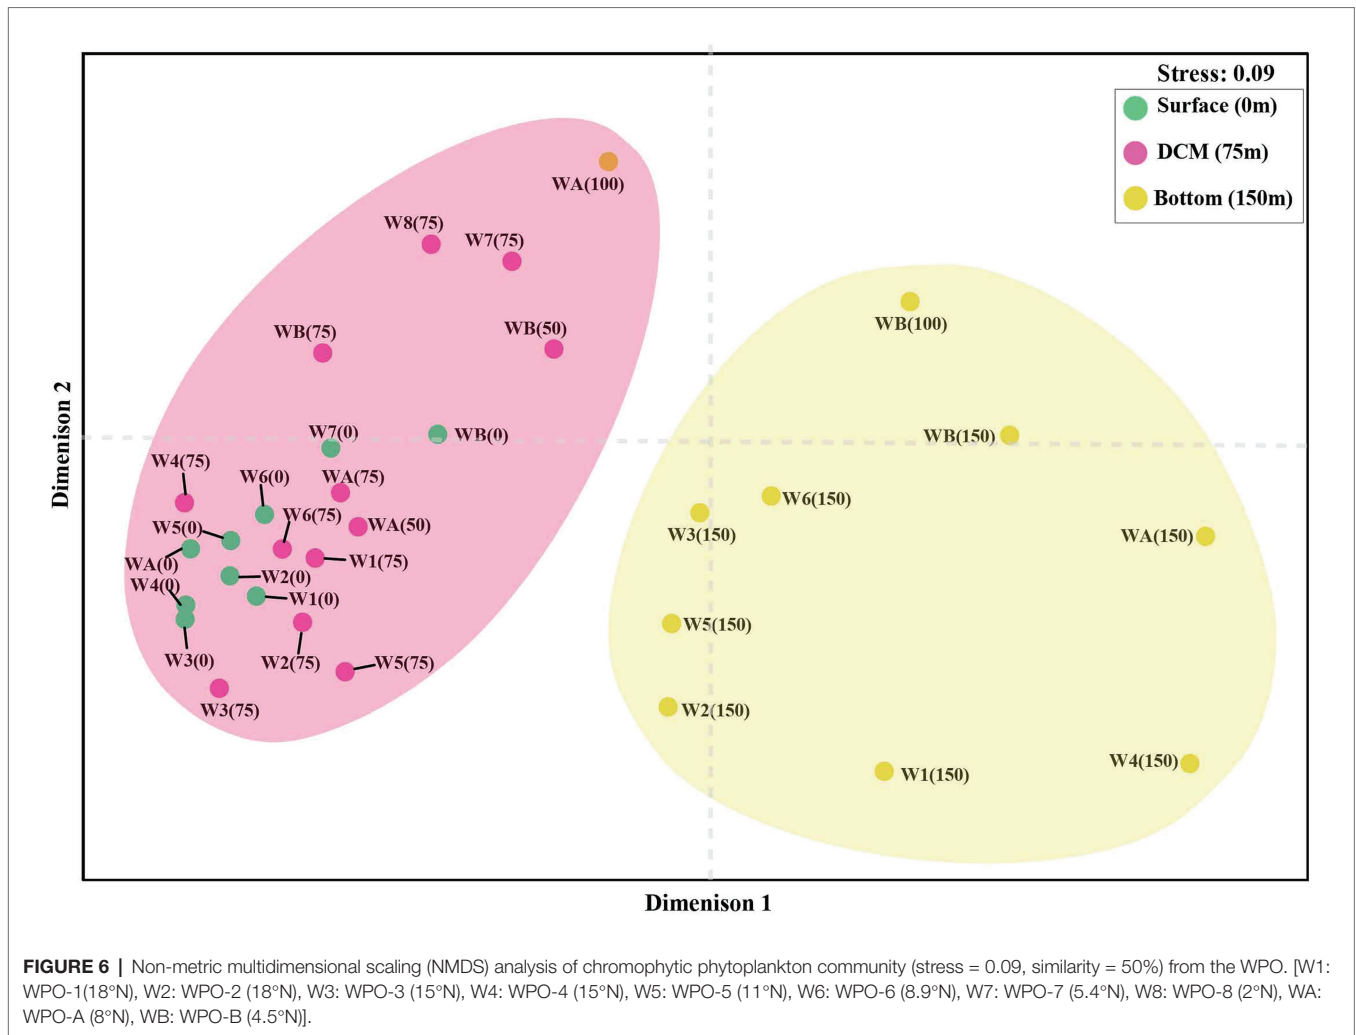 Stress: 0.09
Surface (0m)
DCM (75m)
Bottom (150m)
WA(100)
W8(75)
W7(75)
WB(75)
WB(50)
WB(100)
W7(0)
WB(0)
WB(150)
W4(75)
W6(0)
WA(75)
W6(150)
W5(0)
W6(75)
WA(50)
W3(150)
WA(150)
WA(0)
W1(75)
W4(0)
W2(0)
W1(0)
W5(150)
W3(0)
W2(75)
W5(75)
W3(75)
W2(150)
W1(150)
W4(150)
Dimenison 2
Dimenison 1
FIGURE 6 | Non-metric multidimensional scaling (NMDS) analysis of chromophytic phytoplankton community (stress = 0.09, similarity = 50%) from the WPO. [W1:
WPO-1(18°N), W2: WPO-2 (18°N), W3: WPO-3 (15°N), W4: WPO-4 (15°N), W5: WPO-5 (11°N), W6: WPO-6 (8.9°N), W7: WPO-7 (5.4°N), W8: WPO-8 (2°N), WA:
WPO-A (8°N), WB: WPO-B (4.5°N)].